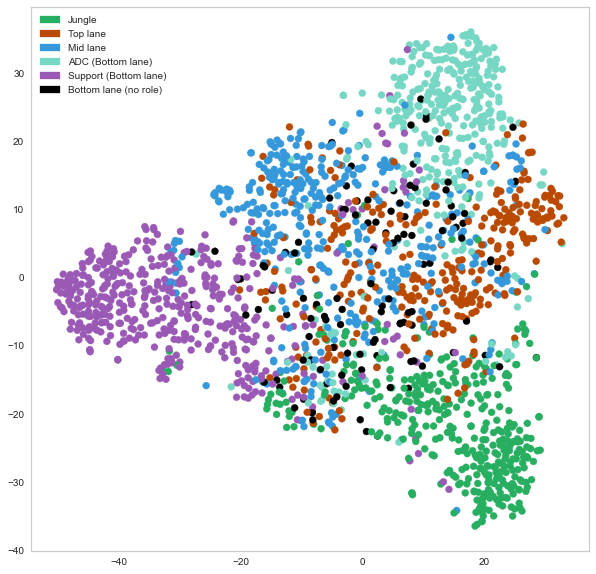 Jungle
Top lane
Mid lane
ADC (Bottom lane)
Support (Bottom lane)
Bottom lane (no role)
30
20
10
0
−10
−20
−30
−40
−40 −20 0 20